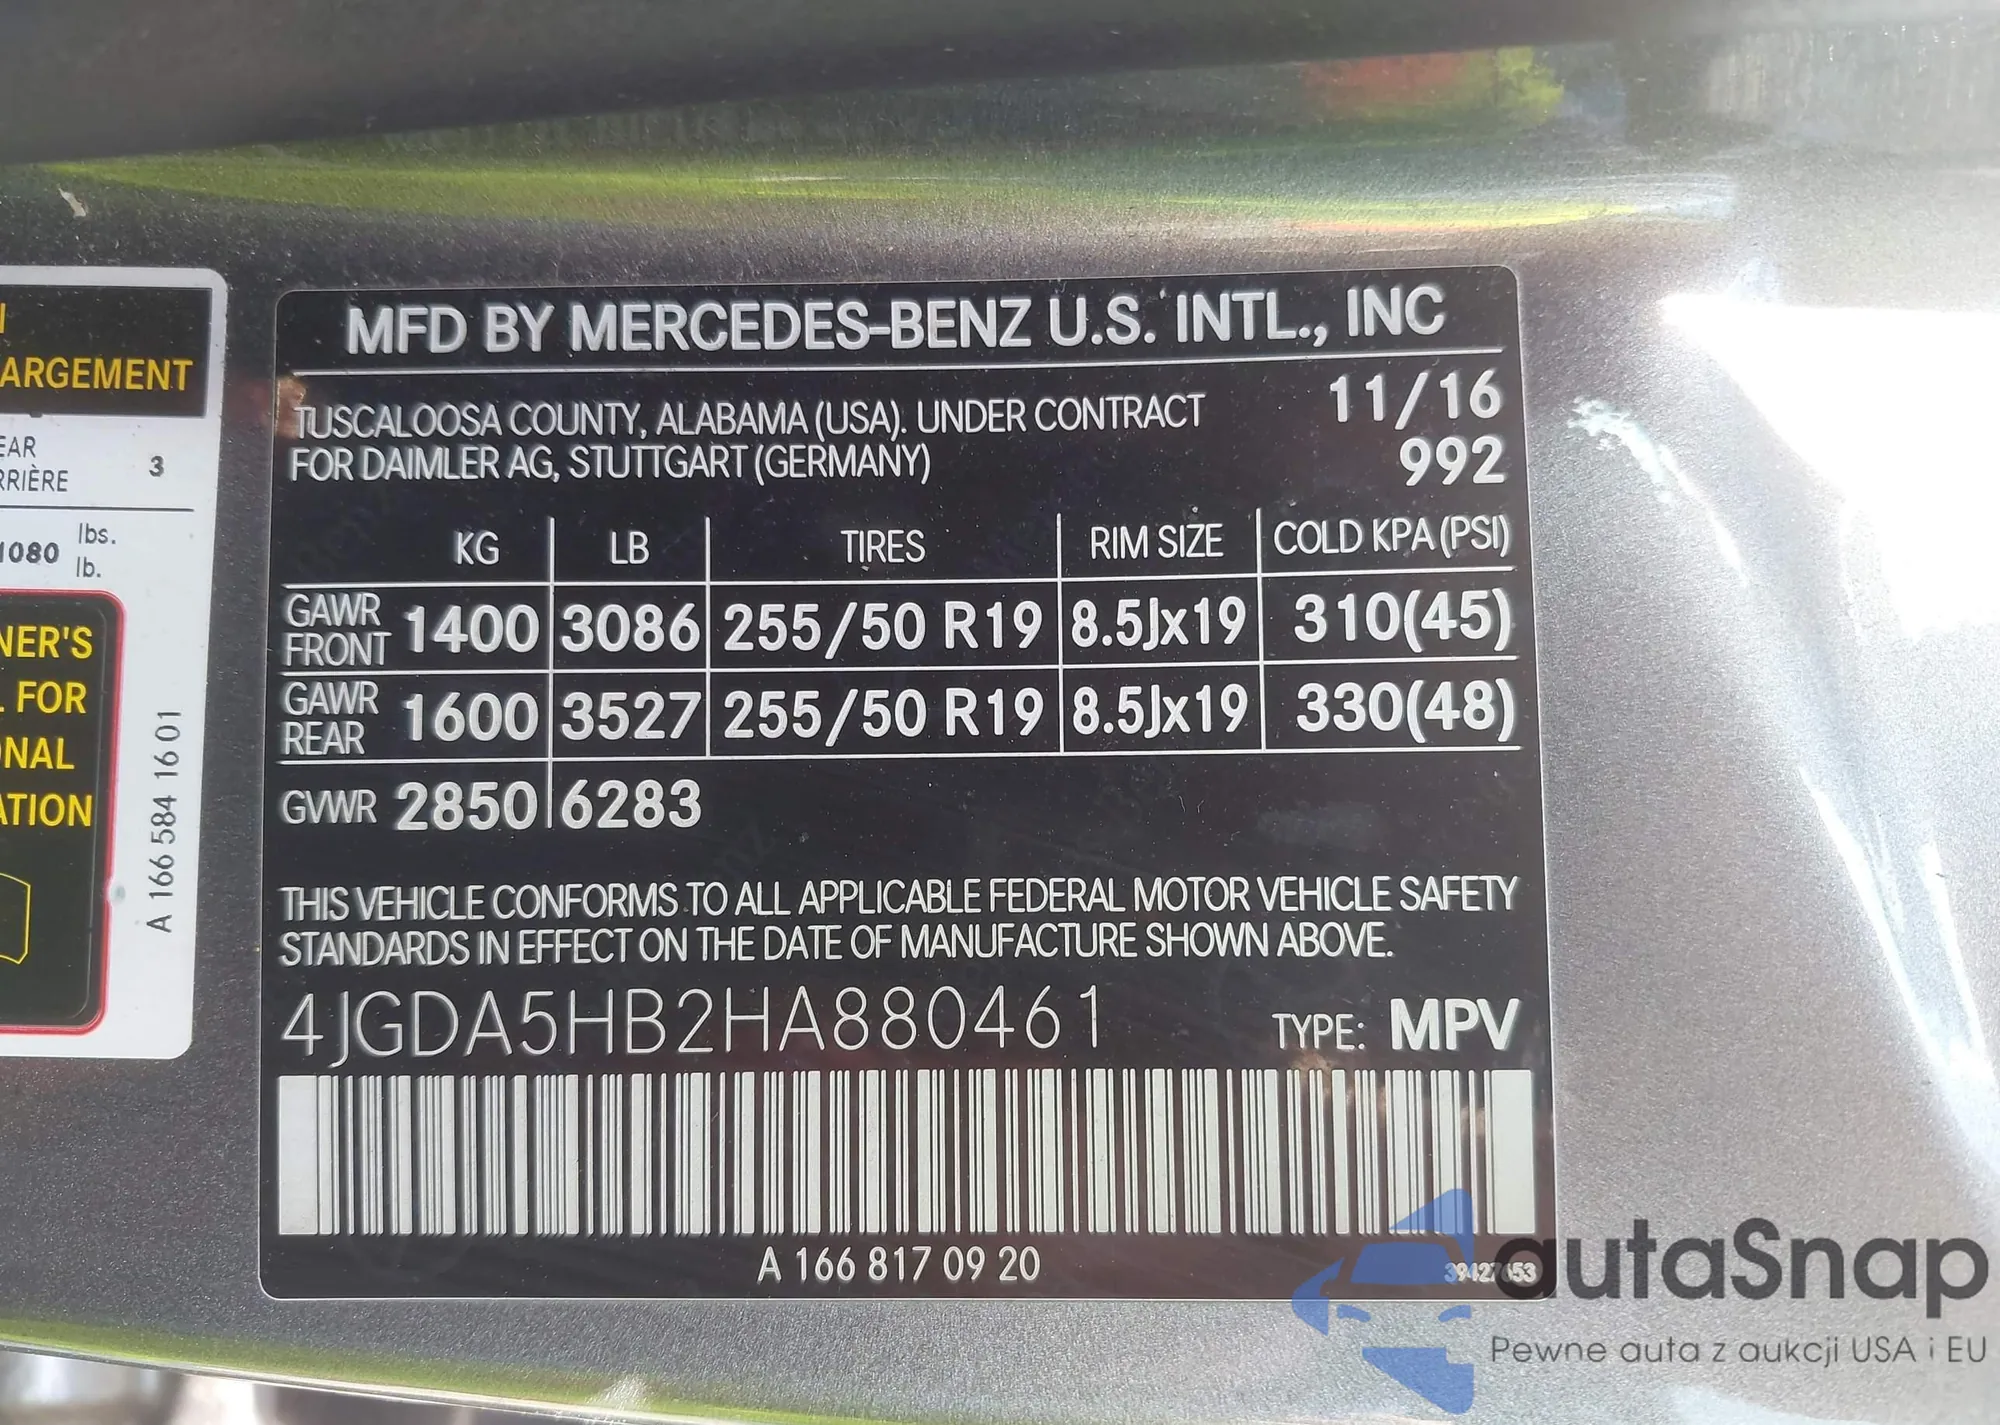 ARGEMENT
3
1080
lbs.
lb.
NER'S
FOR
A 166 584 16 01
MFD BY MERCEDES-BENZ U.S. INTL., INC
TUSCALOOSA COUNTY, ALABAMA (USA). UNDER CONTRACT 11/16
FOR DAIMLER AG, STUTTGART (GERMANY) 992
KG LB TIRES RIM SIZE COLD KPA (PSI)
GAWR FRONT 1400 3086 255/50 R19 8.5Jx19 310(45)
GAWR REAR 1600 3527 255/50 R19 8.5Jx19 330(48)
GVWR 2850 6283
THIS VEHICLE CONFORMS TO ALL APPLICABLE FEDERAL MOTOR VEHICLE SAFETY
STANDARDS IN EFFECT ON THE DATE OF MANUFACTURE SHOWN ABOVE.
4JGDA5HB2HA880461 TYPE: MPV
A 166 817 09 20
autaSnap
Pewne auta z aukcji USA i EU